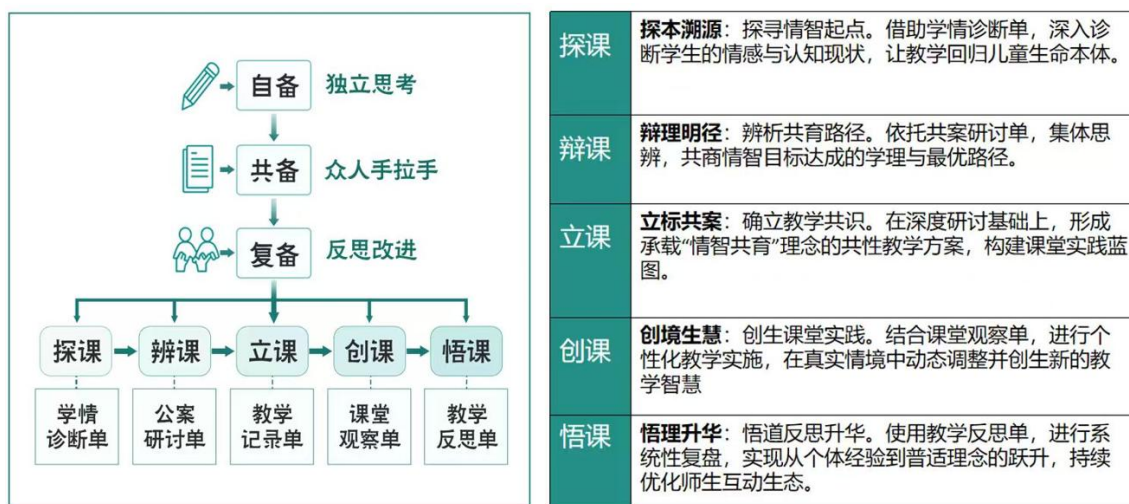 自备 独立思考
共备 众人手拉手
复备 反思改进
探课 辨课 立课 创课 悟课
学情
诊断单
公案
研讨单
教学
记录单
课堂
观察单
教学
反思单
探课
探本溯源：探寻情智起点。借助学情诊断单，深入诊
断学生的情感与认知现状，让教学回归儿童生命本体。
辩课
辩理明径：辨析共育路径。依托共案研讨单，集体思
辨，共商情智目标达成的学理与最优路径。
立课
立标共案：确立教学共识。在深度研讨基础上，形成
承载“情智共育”理念的共性教学方案，构建课堂实践蓝
图。
创课
创境生慧：创生课堂实践。结合课堂观察单，进行个
性化教学实施，在真实情境中动态调整并创生新的教
学智慧
悟课
悟理升华：悟道反思升华。使用教学反思单，进行系
统性复盘，实现从个体经验到普适理念的跃升，持续
优化师生互动生态。